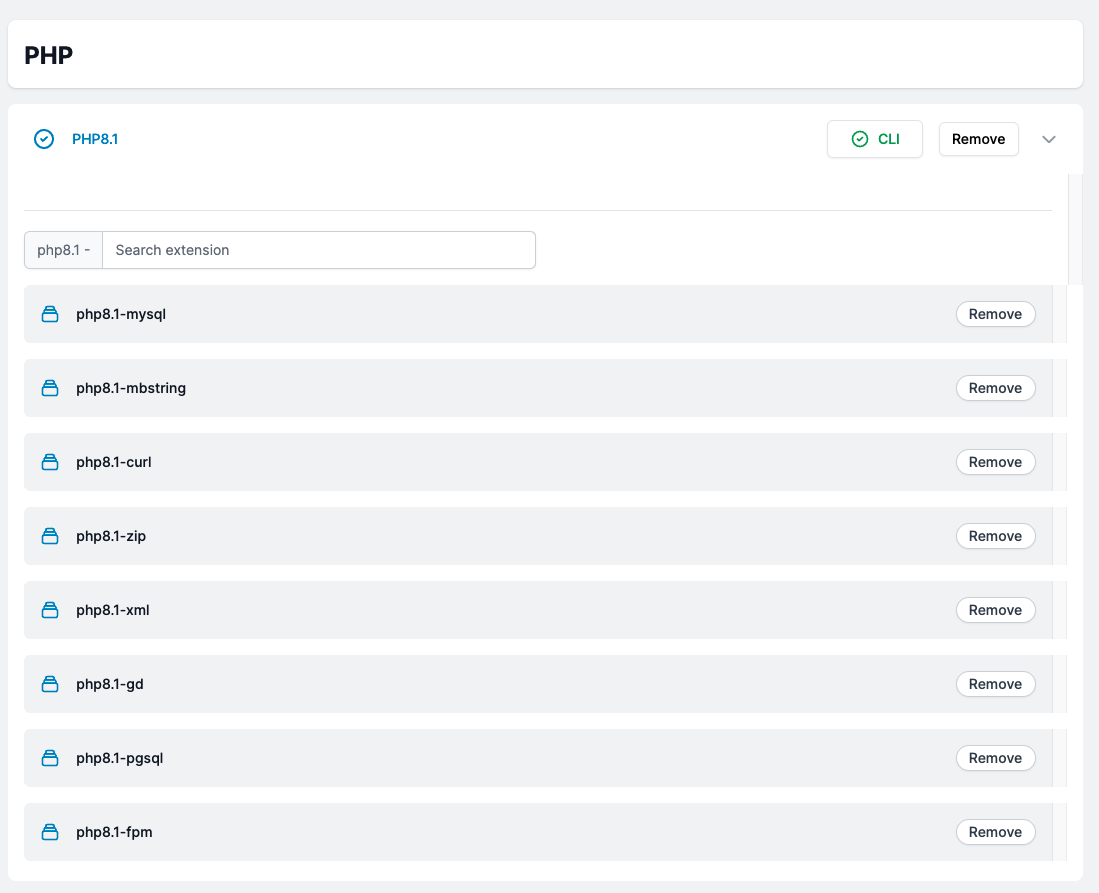 PHP
PHP8.1 CLI Remove
php8.1 - Search extension
php8.1-mysql Remove
php8.1-mbstring Remove
php8.1-curl Remove
php8.1-zip Remove
php8.1-xml Remove
php8.1-gd Remove
php8.1-pgsql Remove
php8.1-fpm Remove